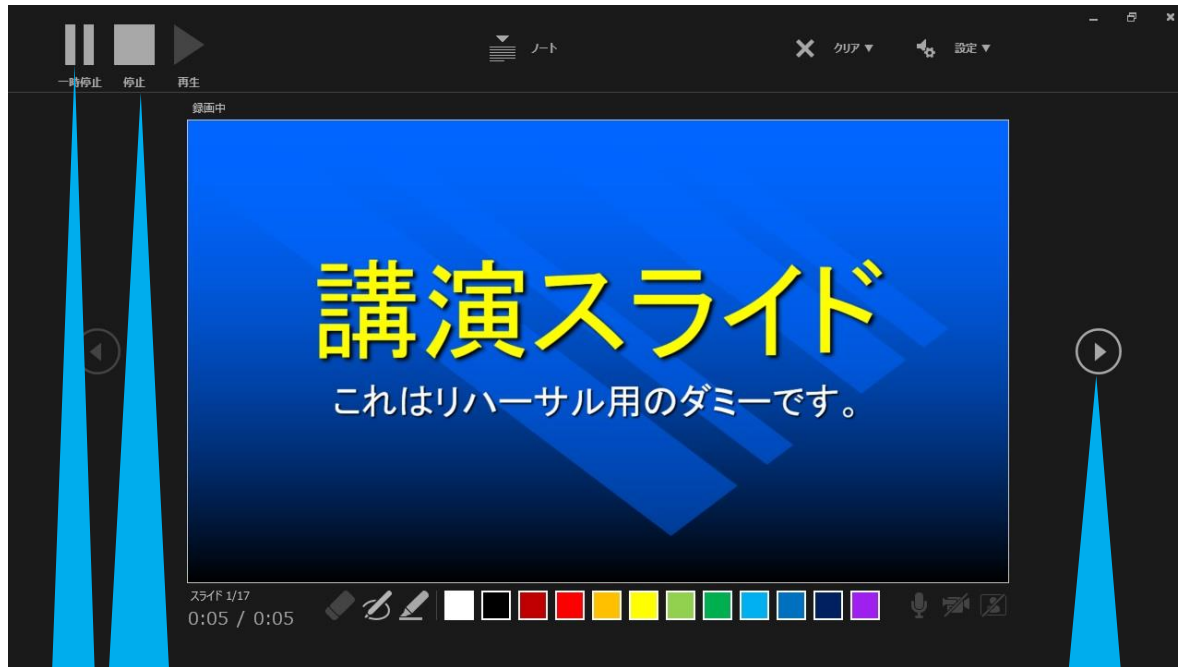 ノート
クリア
設定
一時停止 停止 再生
録画中
講演スライド
これはリハーサル用のダミーです。
スライド 1/17
0:05 / 0:05